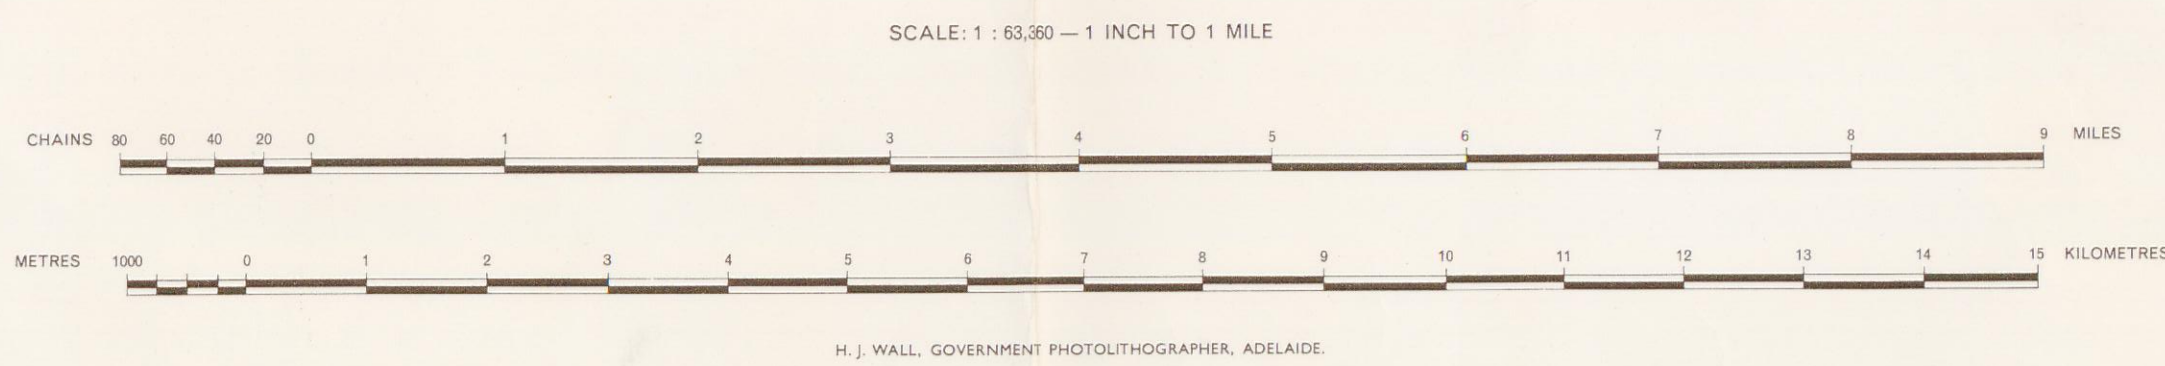 SCALE: 1 : 63,360 — 1 INCH TO 1 MILE
CHAINS 80 60 40 20 0 1 2 3 4 5 6 7 8 9 MILES
METRES 1000 0 1 2 3 4 5 6 7 8 9 10 11 12 13 14 15 KILOMETRES
H. J. WALL, GOVERNMENT PHOTOLITHOGRAPHER, ADELAIDE.